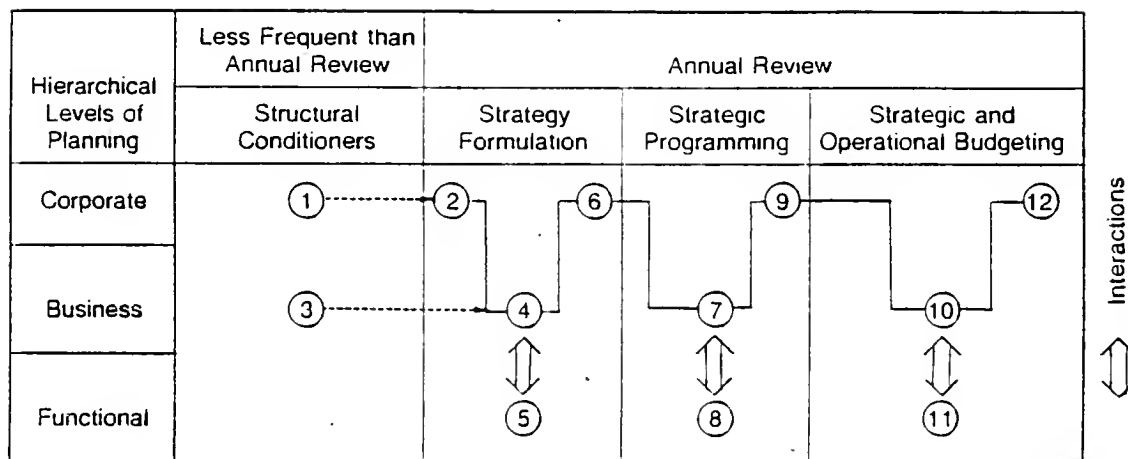 Less Frequent than
Annual Review
Annual Review
Hierarchical
Levels of
Planning
Structural
Conditioners
Strategy
Formulation
Strategic
Programming
Strategic and
Operational Budgeting
Corporate
1
2
6
9
12
Business
3
4
7
10
Functional
5
8
11
Interactions